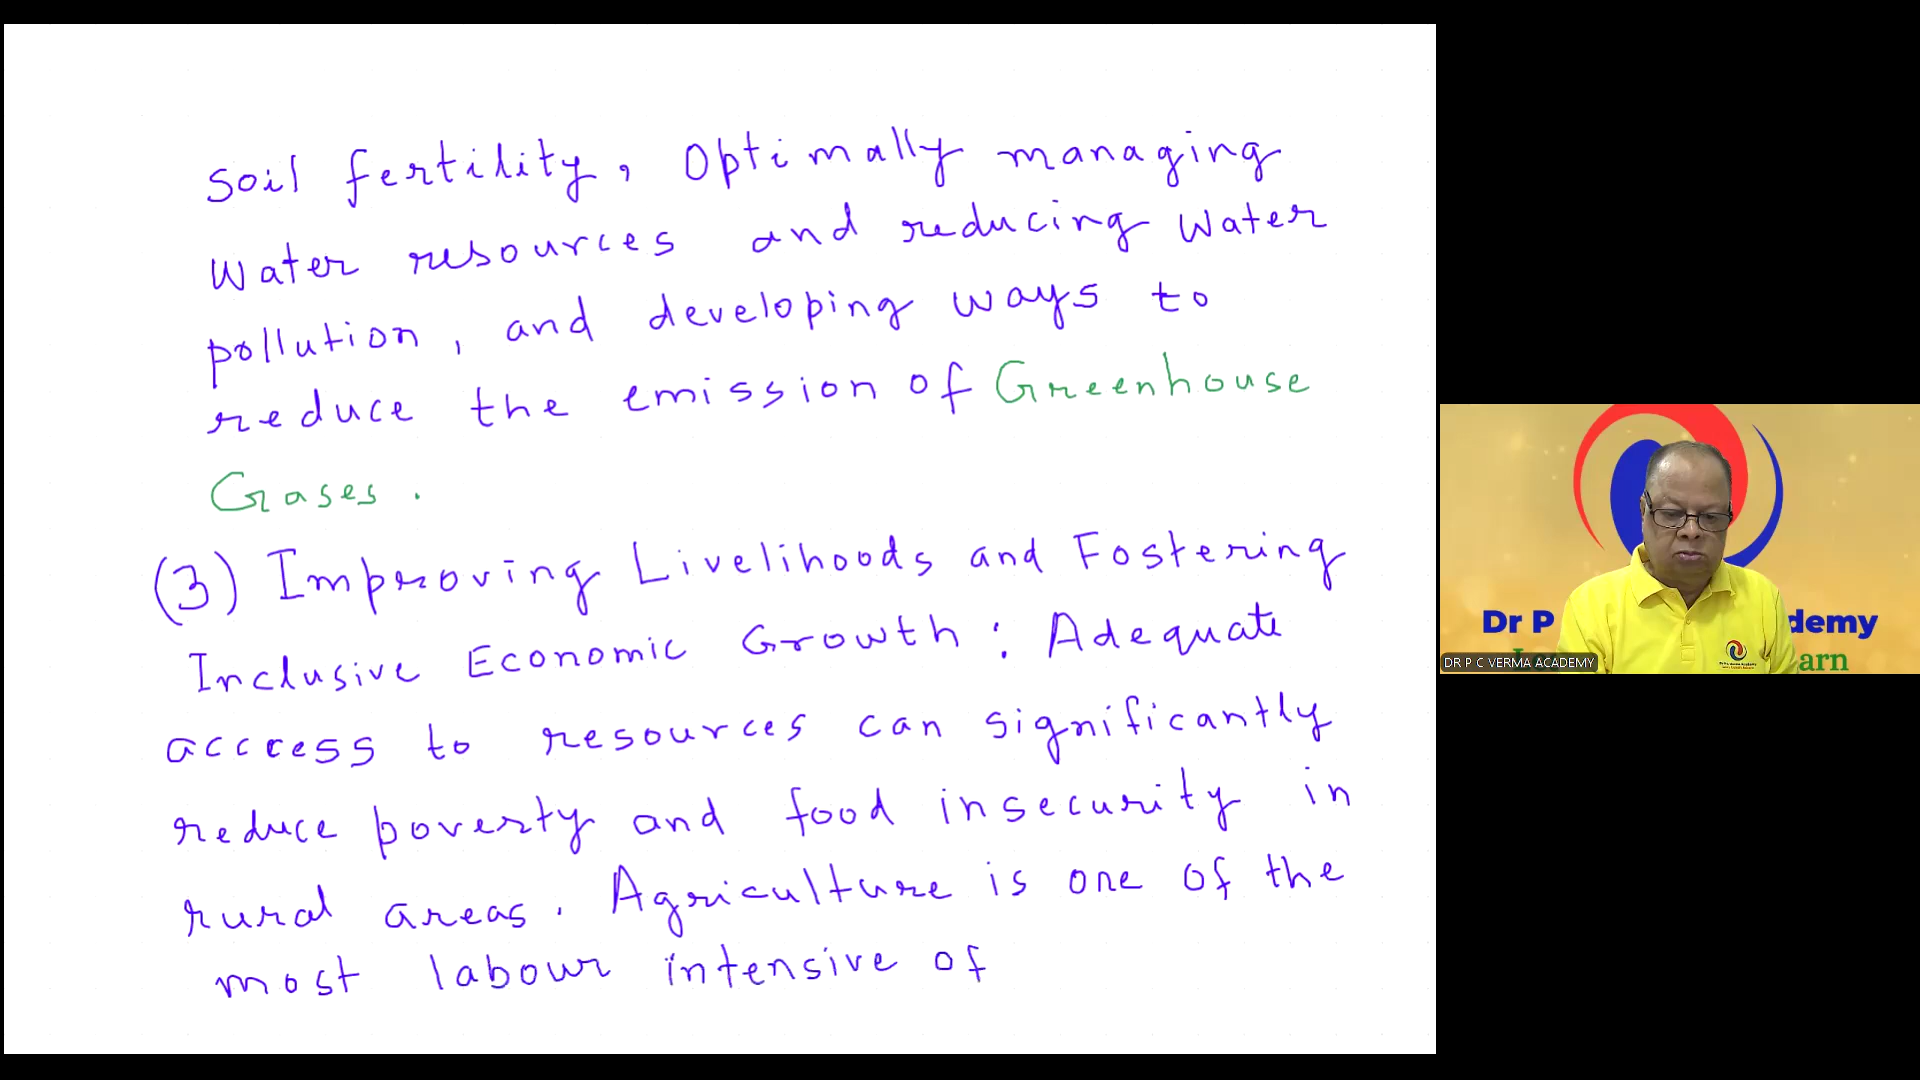 soil fertility, Optimally managing
Water resources and reducing Water
pollution, and developing ways to
reduce the emission of Greenhouse
Gases.
(3) Improving Livelihoods and Fostering
Inclusive Economic Growth : Adequate
acccess to resources can significantly
reduce poverty and food insecurity in
rural areas. Agriculture is one of the
most labour intensive of
Dr P demy
arn
DR P C VERMA ACADEMY